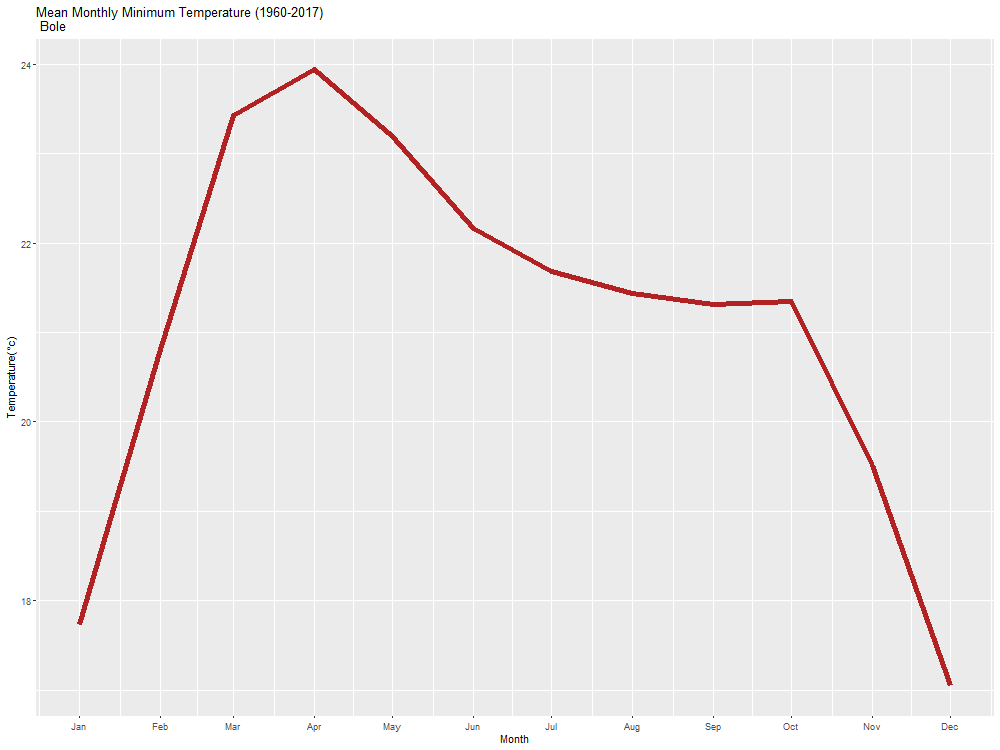 Mean Monthly Minimum Temperature (1960-2017)
Bole
24
22
20
18
Temperature(°c)
Jan Feb Mar Apr May Jun Jul Aug Sep Oct Nov Dec
Month